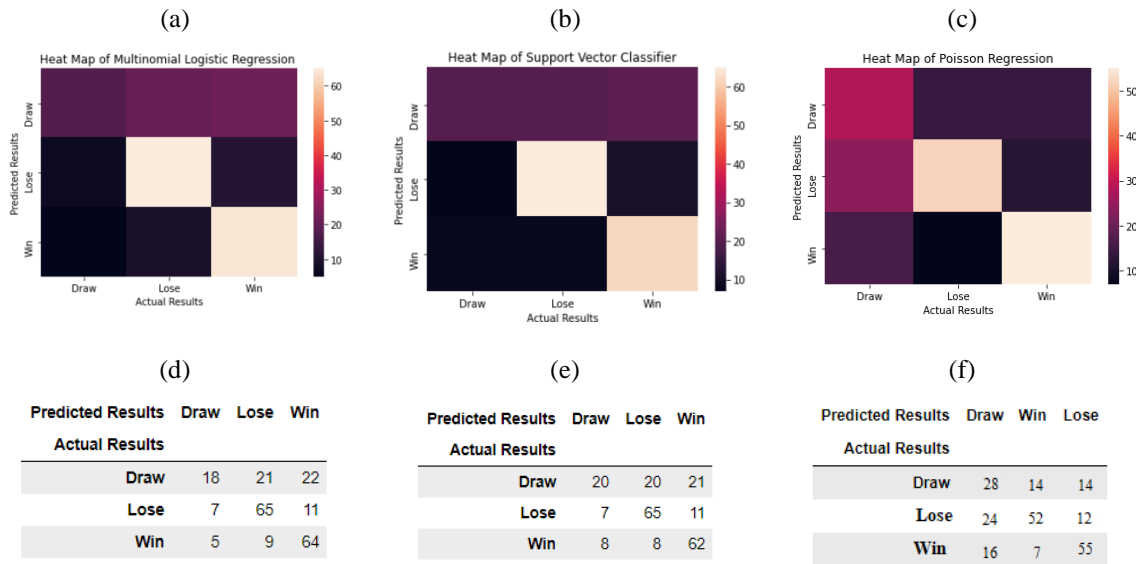 (a) (b) (c)
Heat Map of Multinomial Logistic Regression
Predicted Results
Draw
Lose
Win
60
50
40
30
20
10
Draw Lose Win
Actual Results
Heat Map of Support Vector Classifier
Predicted Results
Draw
Lose
Win
60
50
40
30
20
10
Draw Lose Win
Actual Results
Heat Map of Poisson Regression
Predicted Results
Draw
Lose
Win
50
40
30
20
10
Draw Lose Win
Actual Results
(d) (e) (f)
Predicted Results Draw Lose Win
Actual Results
Draw 18 21 22
Lose 7 65 11
Win 5 9 64
Predicted Results Draw Lose Win
Actual Results
Draw 20 20 21
Lose 7 65 11
Win 8 8 62
Predicted Results Draw Win Lose
Actual Results
Draw 28 14 14
Lose 24 52 12
Win 16 7 55